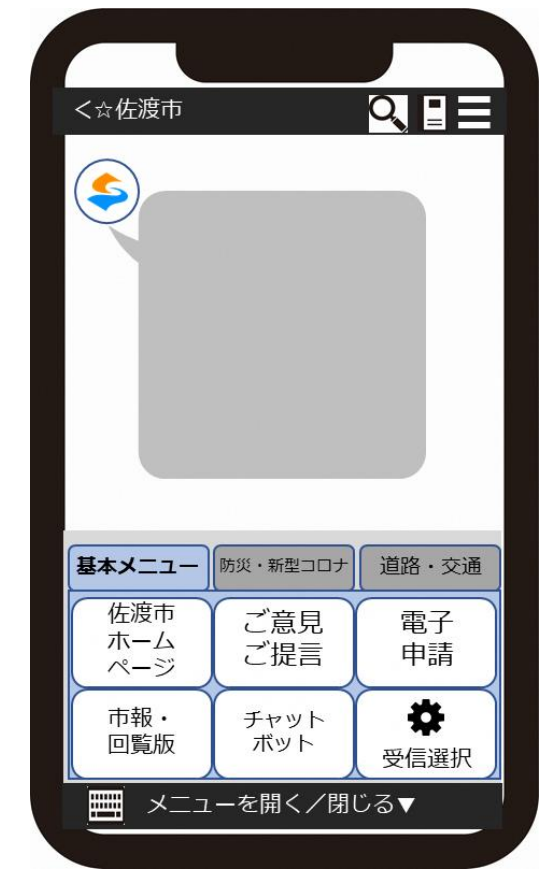 <☆佐渡市
基本メニュー
防災・新型コロナ
道路・交通
佐渡市
ホーム
ページ
ご意見
ご提言
電子
申請
市報・
回覧版
チャット
ボット
受信選択
メニューを開く／閉じる▼